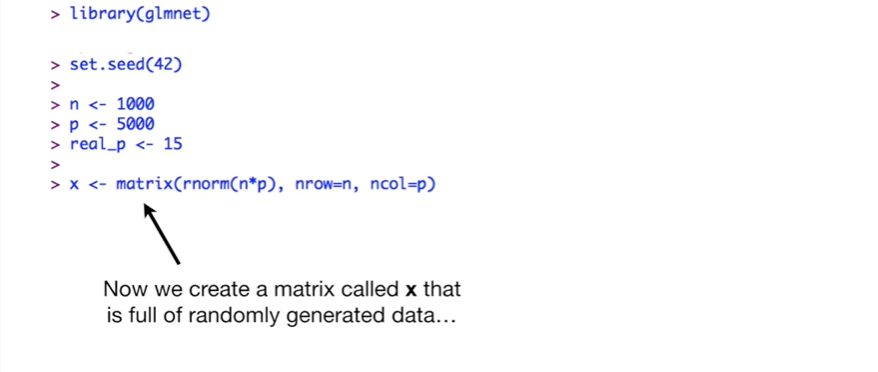 > library(glmnet)
> set.seed(42)
>
> n <- 1000
> p <- 5000
> real_p <- 15
>
> x <- matrix(rnorm(n*p), nrow=n, ncol=p)
Now we create a matrix called x that
is full of randomly generated data…